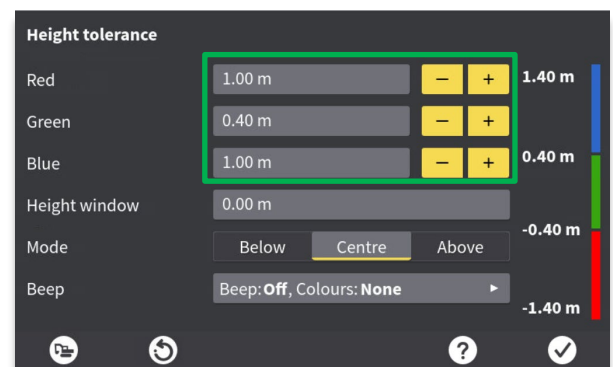 Height tolerance
Red 1.00 m − + 1.40 m
Green 0.40 m − +
Blue 1.00 m − + 0.40 m
Height window 0.00 m
-0.40 m
Mode Below Centre Above
Beep Beep: Off, Colours: None ►
-1.40 m
?